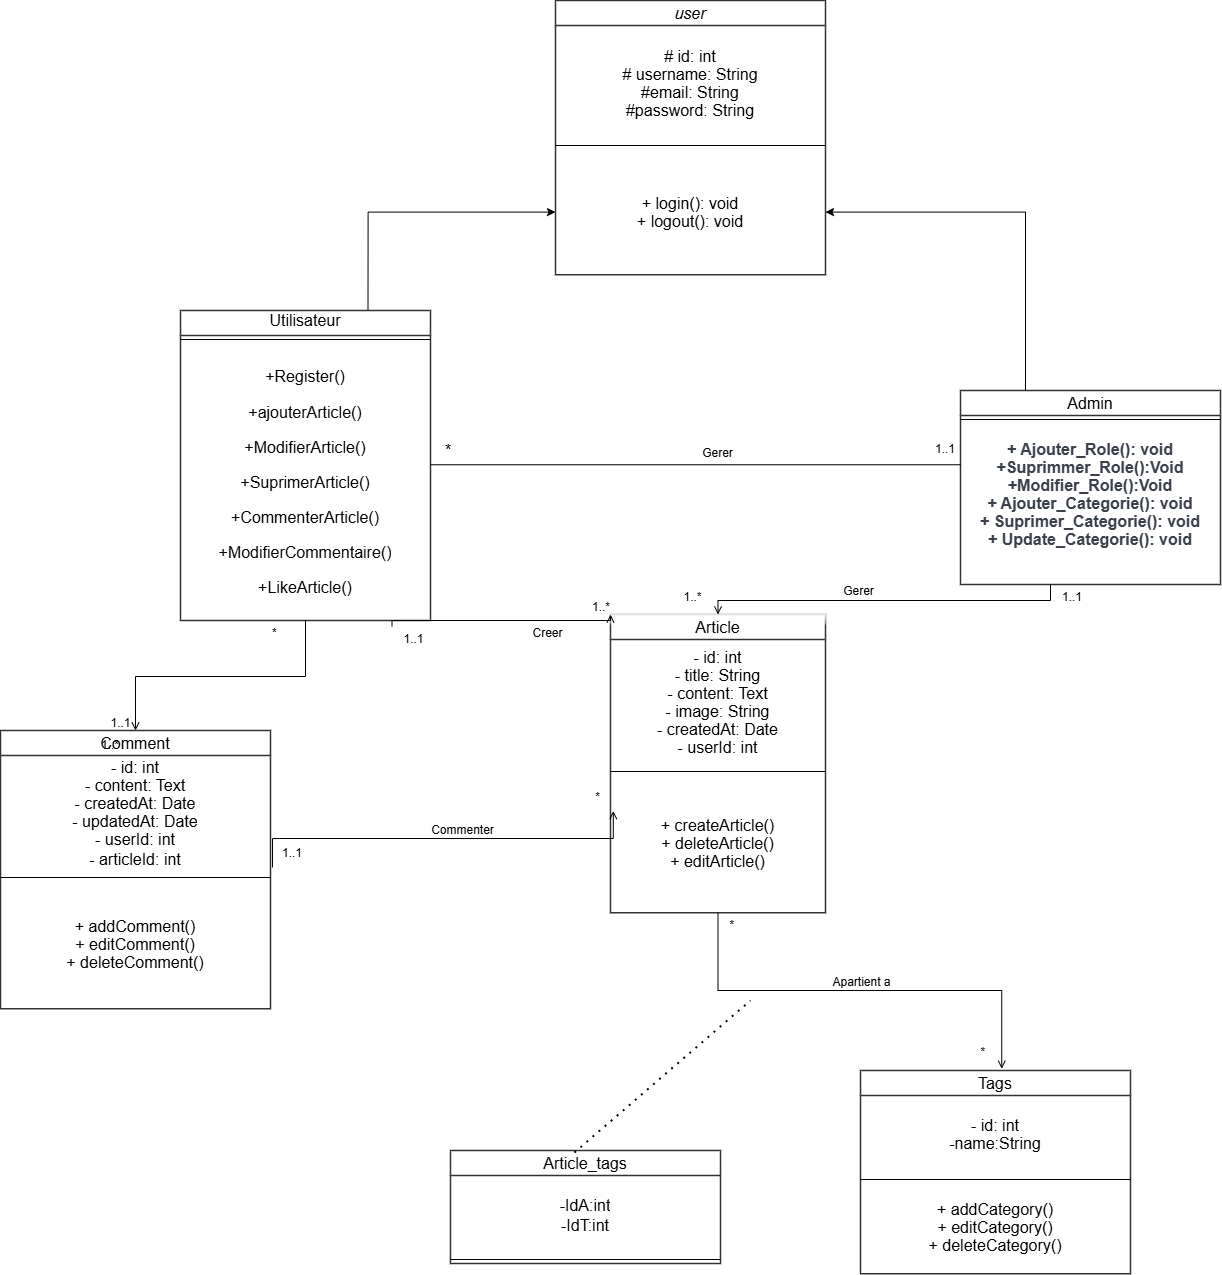 user
# id: int
# username: String
#email: String
#password: String
+ login(): void
+ logout(): void
Utilisateur
+Register()
+ajouterArticle()
+ModifierArticle()
+SuprimerArticle()
+CommenterArticle()
+ModifierCommentaire()
+LikeArticle()
*
Gerer
1..1
Admin
+ Ajouter_Role(): void
+Suprimmer_Role():Void
+Modifier_Role():Void
+ Ajouter_Categorie(): void
+ Suprimer_Categorie(): void
+ Update_Categorie(): void
1..*
Gerer
1..1
*
1..1
Creer
1..*
Article
- id: int
- title: String
- content: Text
- image: String
- createdAt: Date
- userId: int
+ createArticle()
+ deleteArticle()
+ editArticle()
1..1
1..*
Comment
- id: int
- content: Text
- createdAt: Date
- updatedAt: Date
- userId: int
- articleId: int
+ addComment()
+ editComment()
+ deleteComment()
*
Commenter
1..1
*
Apartient a
*
Tags
- id: int
-name:String
+ addCategory()
+ editCategory()
+ deleteCategory()
Article_tags
-IdA:int
-IdT:int